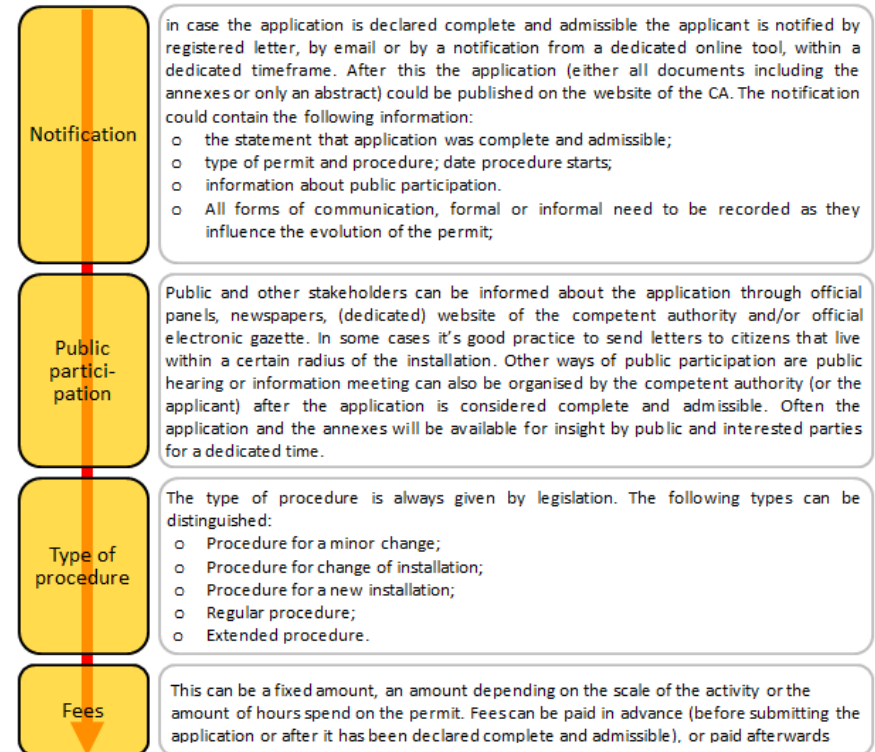 Notification
in case the application is declared complete and admissible the applicant is notified by
registered letter, by email or by a notification from a dedicated online tool, within a
dedicated timeframe. After this the application (either all documents including the
annexes or only an abstract) could be published on the website of the CA. The notification
could contain the following information:
o the statement that application was complete and admissible;
o type of permit and procedure; date procedure starts;
o information about public participation.
o All forms of communication, formal or informal need to be recorded as they
influence the evolution of the permit;
Public
partici-
pation
Public and other stakeholders can be informed about the application through official
panels, newspapers, (dedicated) website of the competent authority and/or official
electronic gazette. In some cases it's good practice to send letters to citizens that live
within a certain radius of the installation. Other ways of public participation are public
hearing or information meeting can also be organised by the competent authority (or the
applicant) after the application is considered complete and admissible. Often the
application and the annexes will be available for insight by public and interested parties
for a dedicated time.
Type of
procedure
The type of procedure is always given by legislation. The following types can be
distinguished:
o Procedure for a minor change;
o Procedure for change of installation;
o Procedure for a new installation;
o Regular procedure;
o Extended procedure.
Fees
This can be a fixed amount, an amount depending on the scale of the activity or the
amount of hours spend on the permit. Fees can be paid in advance (before submitting the
application or after it has been declared complete and admissible), or paid afterwards